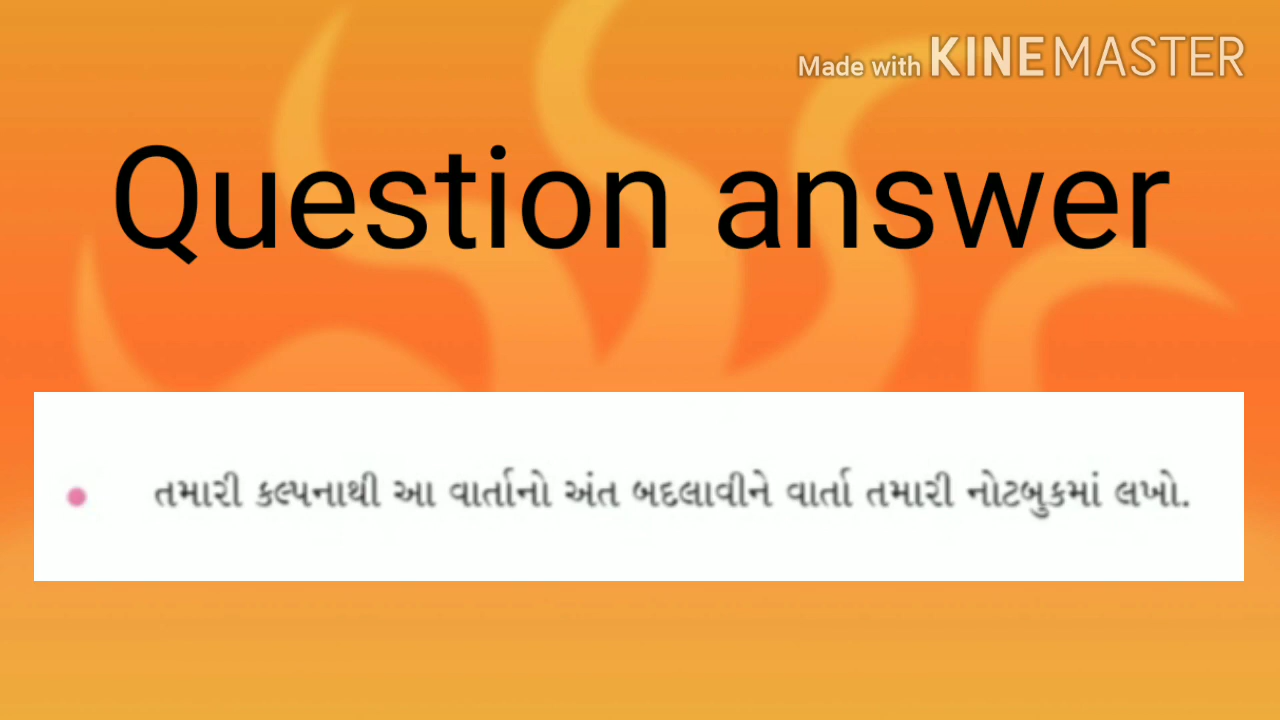 Made with KINEMASTER
Question answer
તમારી કલ્પનાથી આ વાર્તાનો અંત બદલાવીને વાર્તા તમારી નોટબુકમાં લખો.